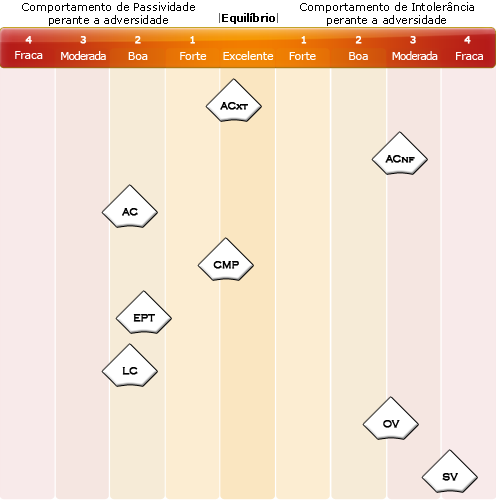 Comportamento de Passividade
perante a adversidade
|Equilíbrio|
Comportamento de Intolerância
perante a adversidade
4 3 2 1 1 2 3 4
Fraca Moderada Boa Forte Excelente Forte Boa Moderada Fraca
ACXT
ACNF
AC
CMP
EPT
LC
OV
SV